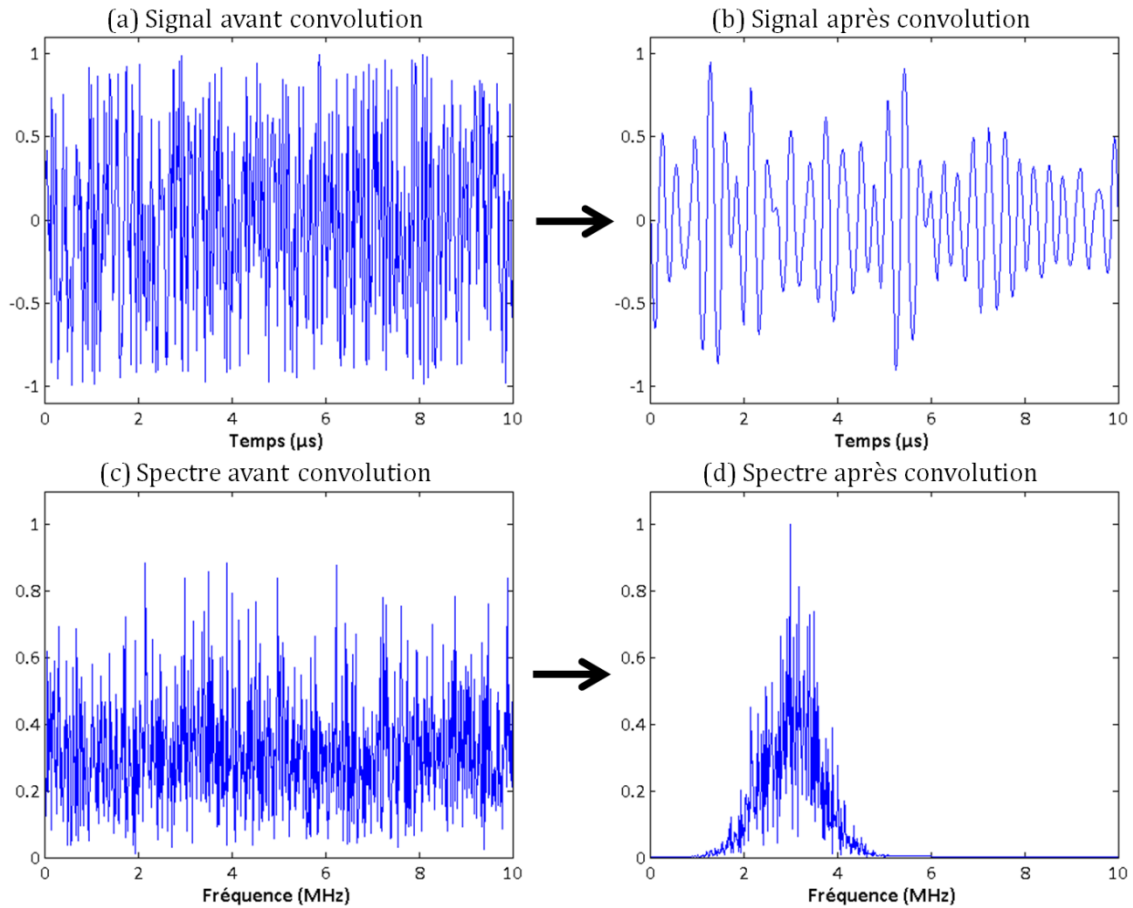 (a) Signal avant convolution
(b) Signal après convolution
1
0.5
0
-0.5
-1
0 2 4 6 8 10
Temps (µs)
1
0.5
0
-0.5
-1
0 2 4 6 8 10
Temps (µs)
(c) Spectre avant convolution
(d) Spectre après convolution
1
0.8
0.6
0.4
0.2
0
0 2 4 6 8 10
Fréquence (MHz)
1
0.8
0.6
0.4
0.2
0
0 2 4 6 8 10
Fréquence (MHz)